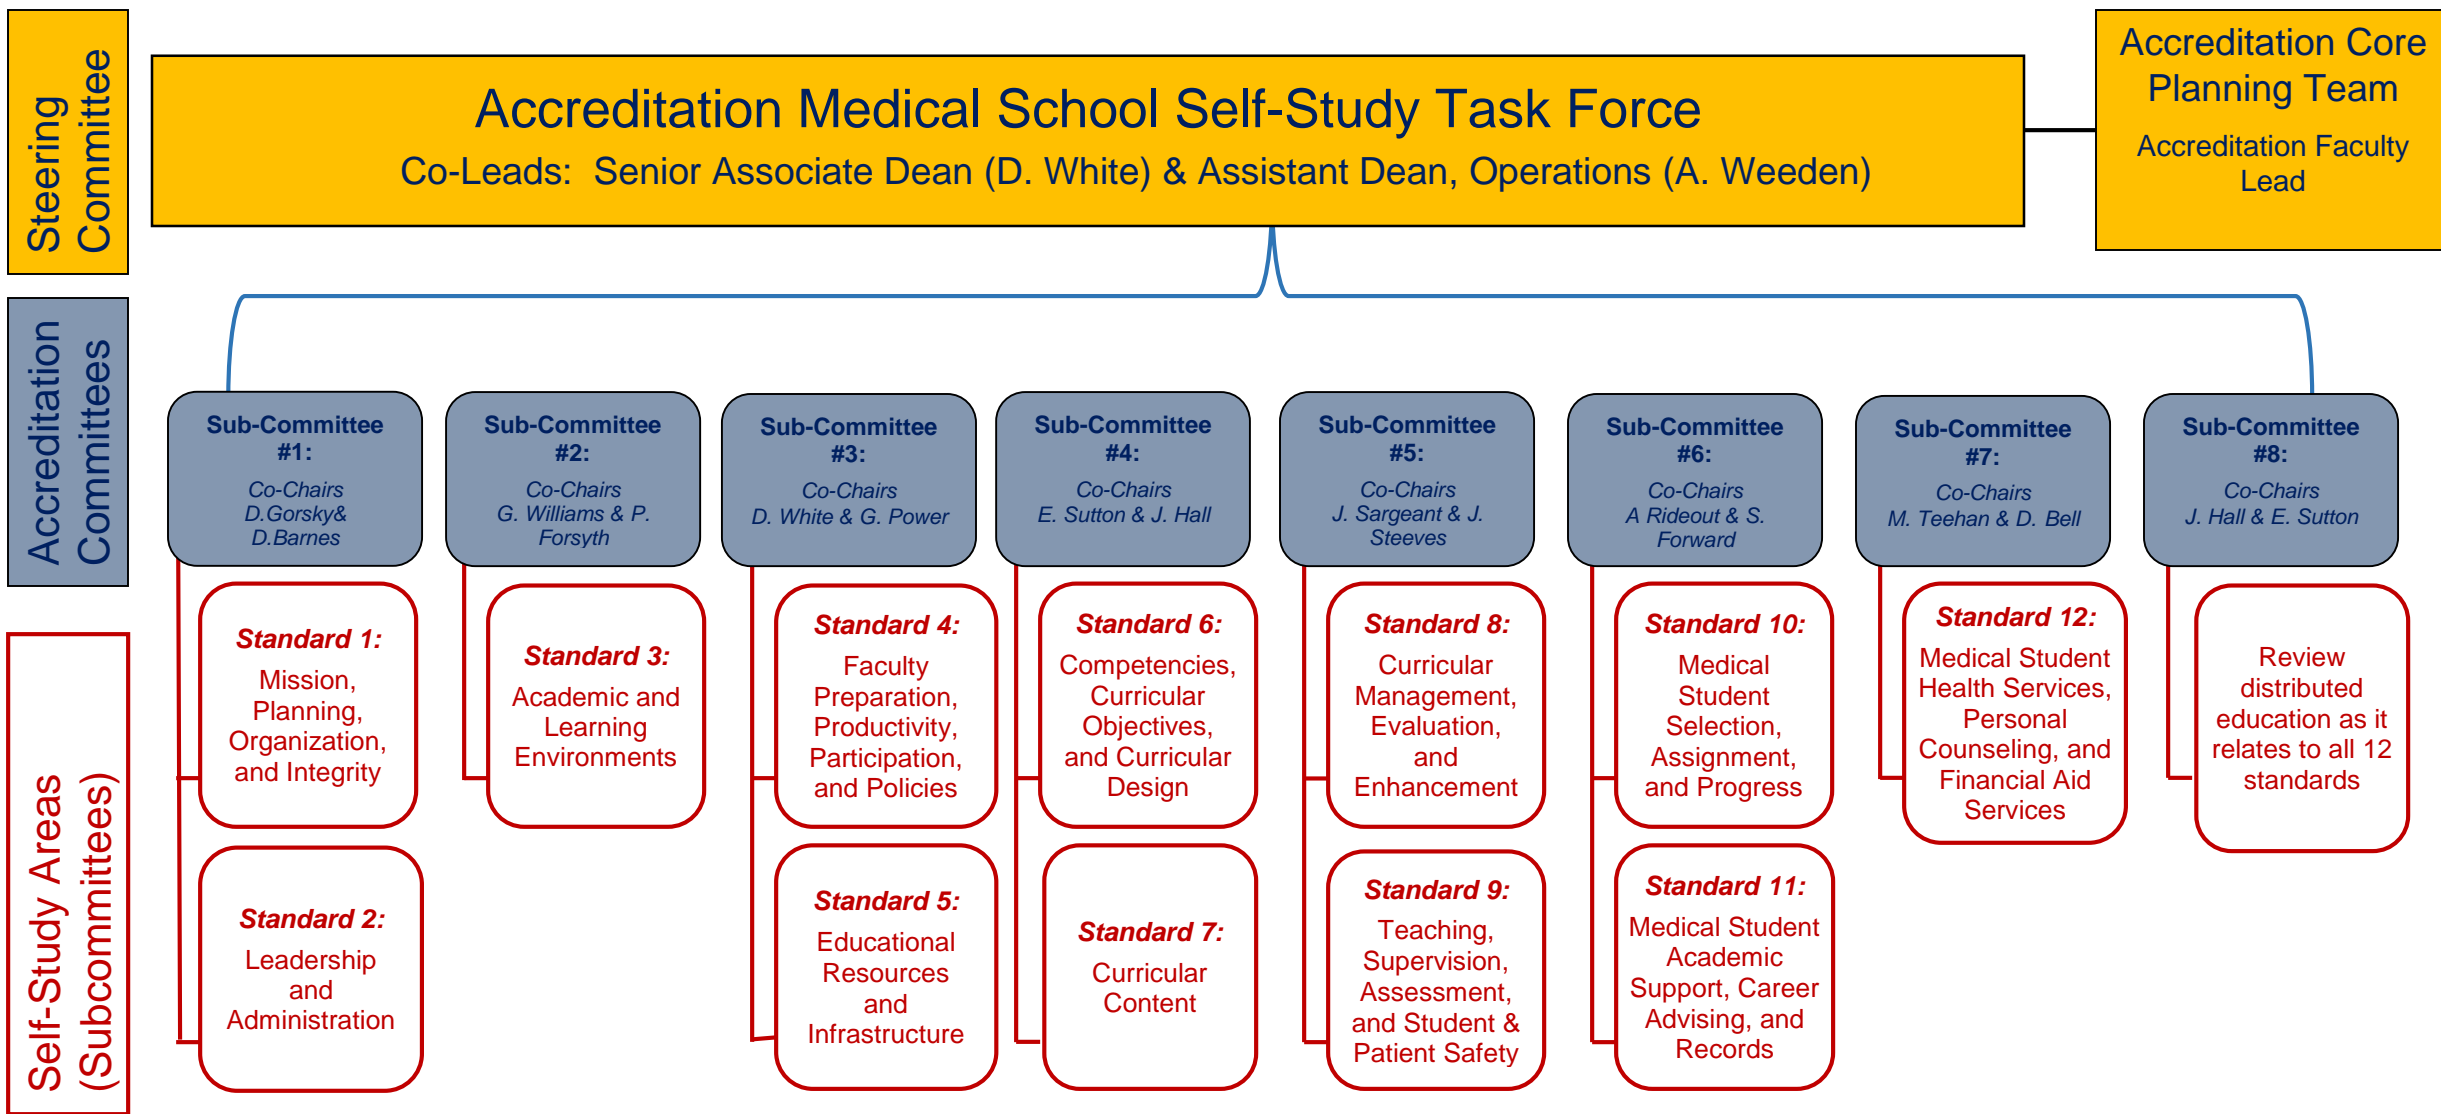 Steering
Committee
Accreditation Medical School Self-Study Task Force
Co-Leads: Senior Associate Dean (D. White) & Assistant Dean, Operations (A. Weeden)
Accreditation Core
Planning Team
Accreditation Faculty
Lead
Accreditation
Committees
Sub-Committee
#1:
Co-Chairs
D.Gorsky&
D.Barnes
Sub-Committee
#2:
Co-Chairs
G. Williams & P.
Forsyth
Sub-Committee
#3:
Co-Chairs
D. White & G. Power
Sub-Committee
#4:
Co-Chairs
E. Sutton & J. Hall
Sub-Committee
#5:
Co-Chairs
J. Sargeant & J.
Steeves
Sub-Committee
#6:
Co-Chairs
A Rideout & S.
Forward
Sub-Committee
#7:
Co-Chairs
M. Teehan & D. Bell
Sub-Committee
#8:
Co-Chairs
J. Hall & E. Sutton
Self-Study Areas
(Subcommittees)
Standard 1:
Mission,
Planning,
Organization,
and Integrity
Standard 3:
Academic and
Learning
Environments
Standard 4:
Faculty
Preparation,
Productivity,
Participation,
and Policies
Standard 6:
Competencies,
Curricular
Objectives,
and Curricular
Design
Standard 8:
Curricular
Management,
Evaluation,
and
Enhancement
Standard 10:
Medical
Student
Selection,
Assignment,
and Progress
Standard 12:
Medical Student
Health Services,
Personal
Counseling, and
Financial Aid
Services
Review
distributed
education as it
relates to all 12
standards
Standard 2:
Leadership
and
Administration
Standard 5:
Educational
Resources
and
Infrastructure
Standard 7:
Curricular
Content
Standard 9:
Teaching,
Supervision,
Assessment,
and Student &
Patient Safety
Standard 11:
Medical Student
Academic
Support, Career
Advising, and
Records